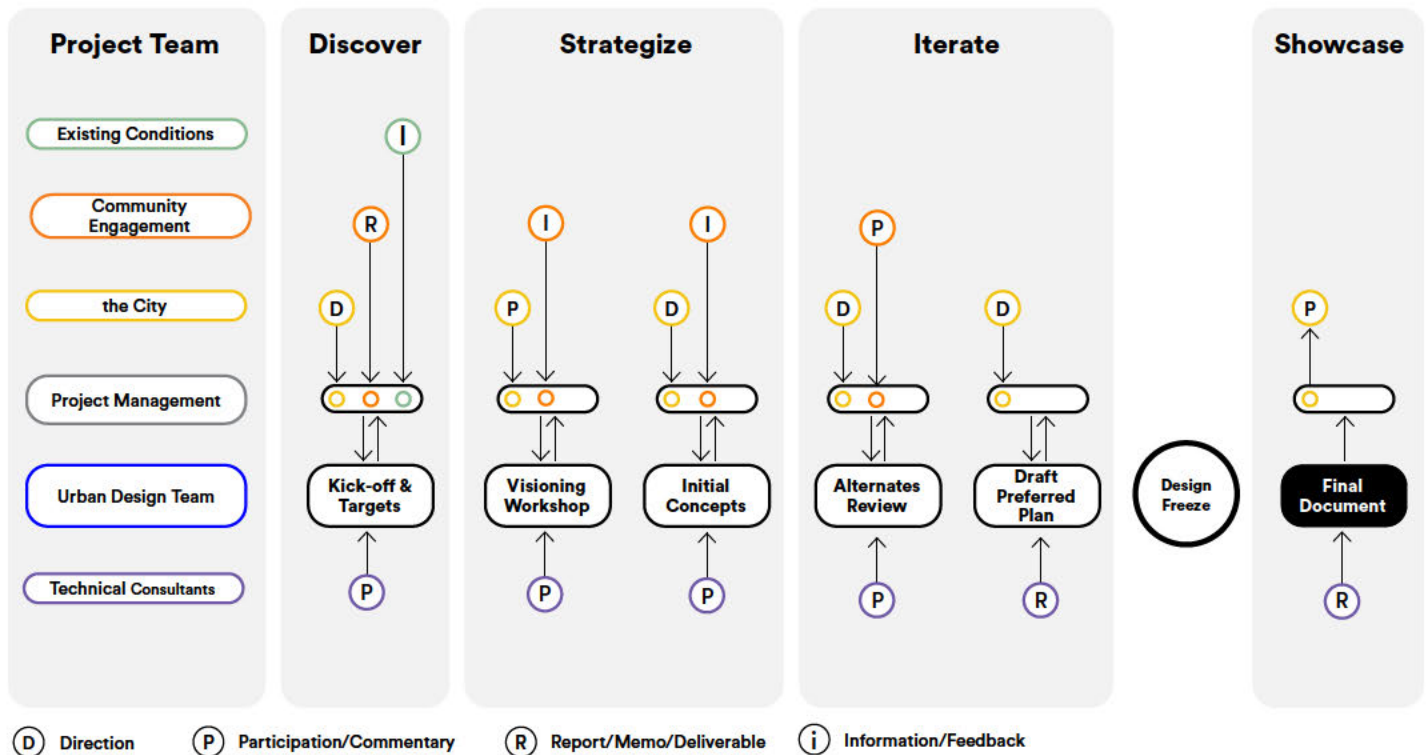 Project Team
Discover
Strategize
Iterate
Showcase
Existing Conditions
I
Community
Engagement
R
I
I
P
the City
D
P
D
D
D
P
Project Management
Urban Design Team
Kick-off &
Targets
Visioning
Workshop
Initial
Concepts
Alternates
Review
Draft
Preferred
Plan
Design
Freeze
Final
Document
Technical Consultants
P
P
P
P
R
R
D Direction
P Participation/Commentary
R Report/Memo/Deliverable
i Information/Feedback